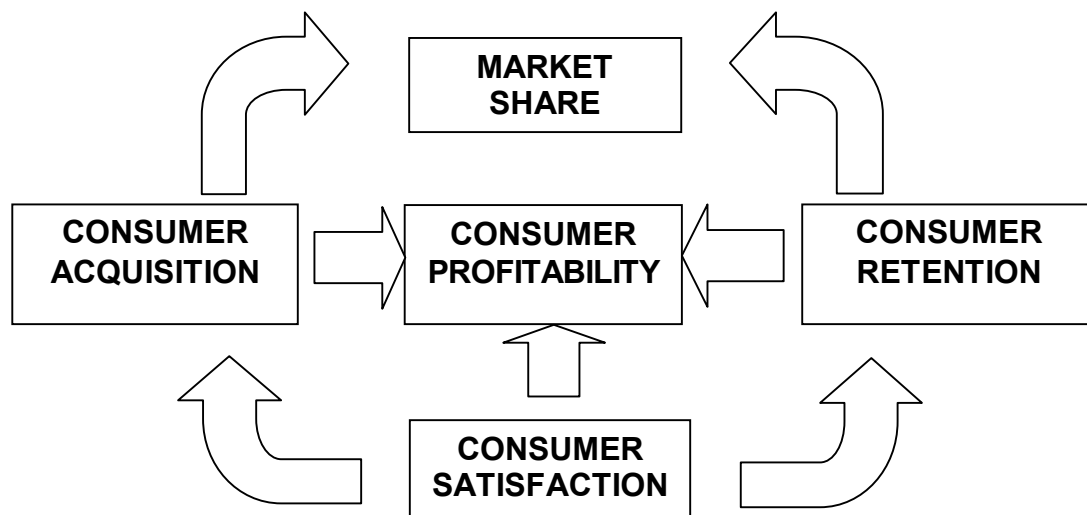 MARKET
SHARE
CONSUMER
ACQUISITION
CONSUMER
PROFITABILITY
CONSUMER
RETENTION
CONSUMER
SATISFACTION